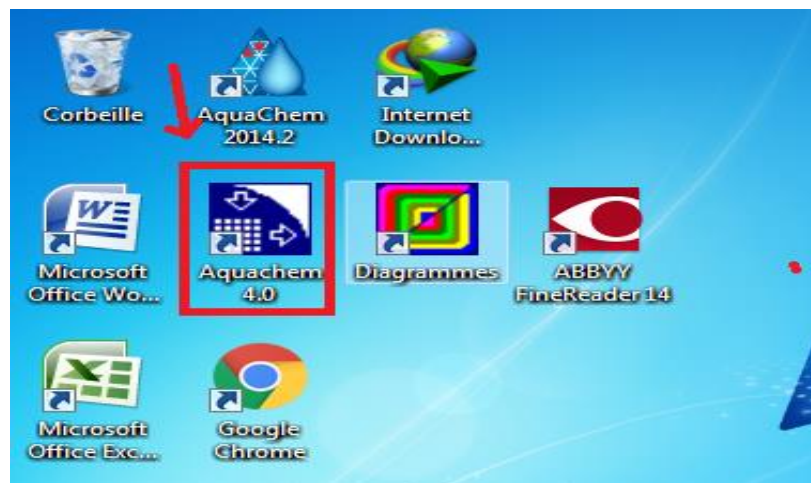 Corbeille
AquaChem
2014.2
Internet
Downlo...
Microsoft
Office Wo...
Aquachem
4.0
Diagrammes
ABBYY
FineReader 14
Microsoft
Office Exc...
Google
Chrome